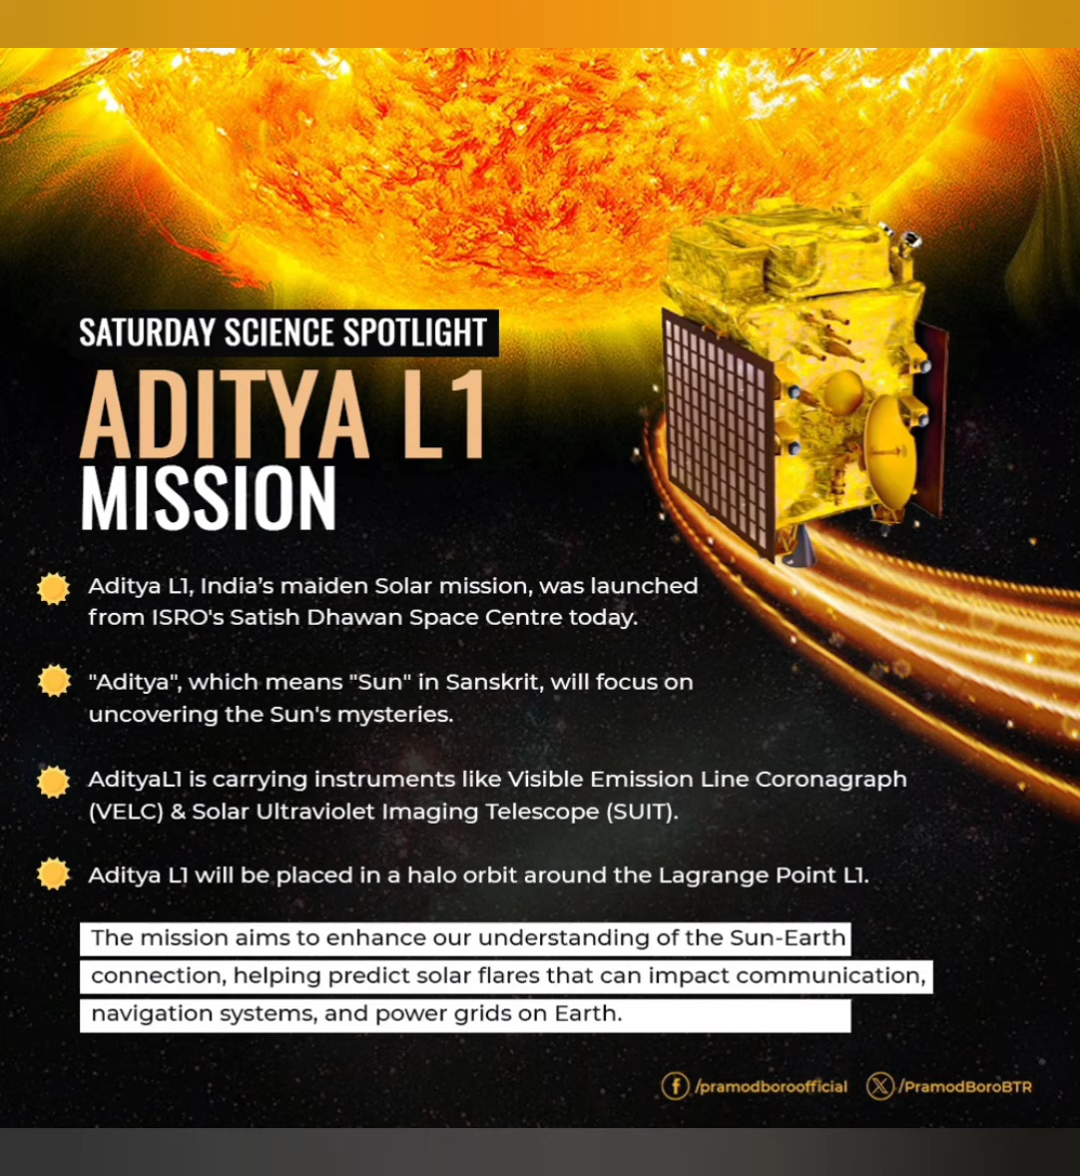 SATURDAY SCIENCE SPOTLIGHT
ADITYA L1
MISSION
Aditya L1, India's maiden Solar mission, was launched
from ISRO's Satish Dhawan Space Centre today.
"Aditya", which means "Sun" in Sanskrit, will focus on
uncovering the Sun's mysteries.
AdityaL1 is carrying instruments like Visible Emission Line Coronagraph
(VELC) & Solar Ultraviolet Imaging Telescope (SUIT).
Aditya L1 will be placed in a halo orbit around the Lagrange Point L1.
The mission aims to enhance our understanding of the Sun-Earth
connection, helping predict solar flares that can impact communication,
navigation systems, and power grids on Earth.
/pramodboroofficial /PramodBoroBTR